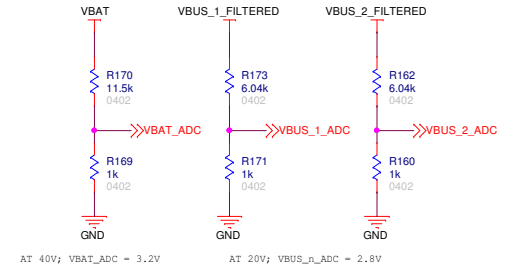 VBAT
VBUS_1_FILTERED
VBUS_2_FILTERED
R170
11.5k
0402
R173
6.04k
0402
R162
6.04k
0402
VBAT_ADC
VBUS_1_ADC
VBUS_2_ADC
R169
1k
0402
R171
1k
0402
R160
1k
0402
GND
GND
GND
AT 40V; VBAT_ADC = 3.2V
AT 20V; VBUS_n_ADC = 2.8V